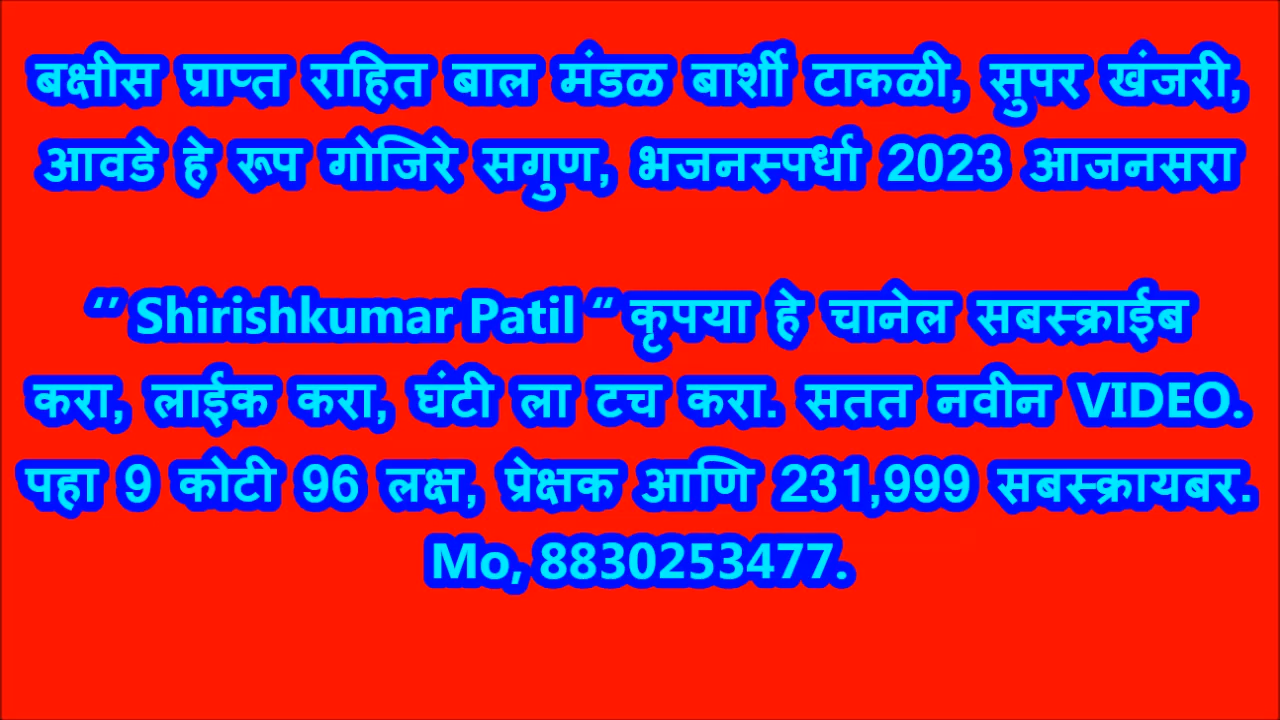 बक्षीस प्राप्त राहित बाल मंडळ बार्शी टाकळी, सुपर खंजरी,
आवडे हे रूप गोजिरे सगुण, भजनस्पर्धा 2023 आजनसरा
‘’ Shirishkumar Patil “ कृपया हे चानेल सबस्क्राईब
करा, लाईक करा, घंटी ला टच करा. सतत नवीन VIDEO.
पहा 9 कोटी 96 लक्ष, प्रेक्षक आणि 231,999 सबस्क्रायबर.
Mo, 8830253477.